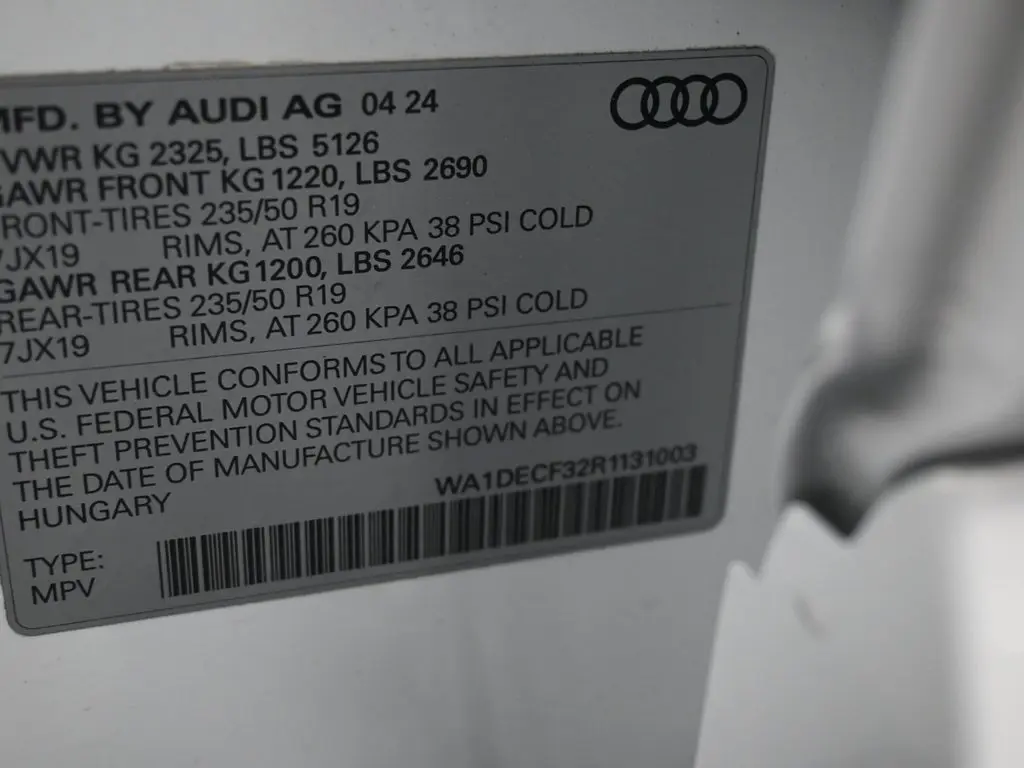 MFD. BY AUDI AG 04 24
VWR KG 2325, LBS 5126
GAWR FRONT KG 1220, LBS 2690
FRONT-TIRES 235/50 R19
7JX19 RIMS, AT 260 KPA 38 PSI COLD
GAWR REAR KG 1200, LBS 2646
REAR-TIRES 235/50 R19
7JX19 RIMS, AT 260 KPA 38 PSI COLD
THIS VEHICLE CONFORMS TO ALL APPLICABLE
U.S. FEDERAL MOTOR VEHICLE SAFETY AND
THEFT PREVENTION STANDARDS IN EFFECT ON
THE DATE OF MANUFACTURE SHOWN ABOVE.
HUNGARY
WA1DECF32R1131003
TYPE:
MPV